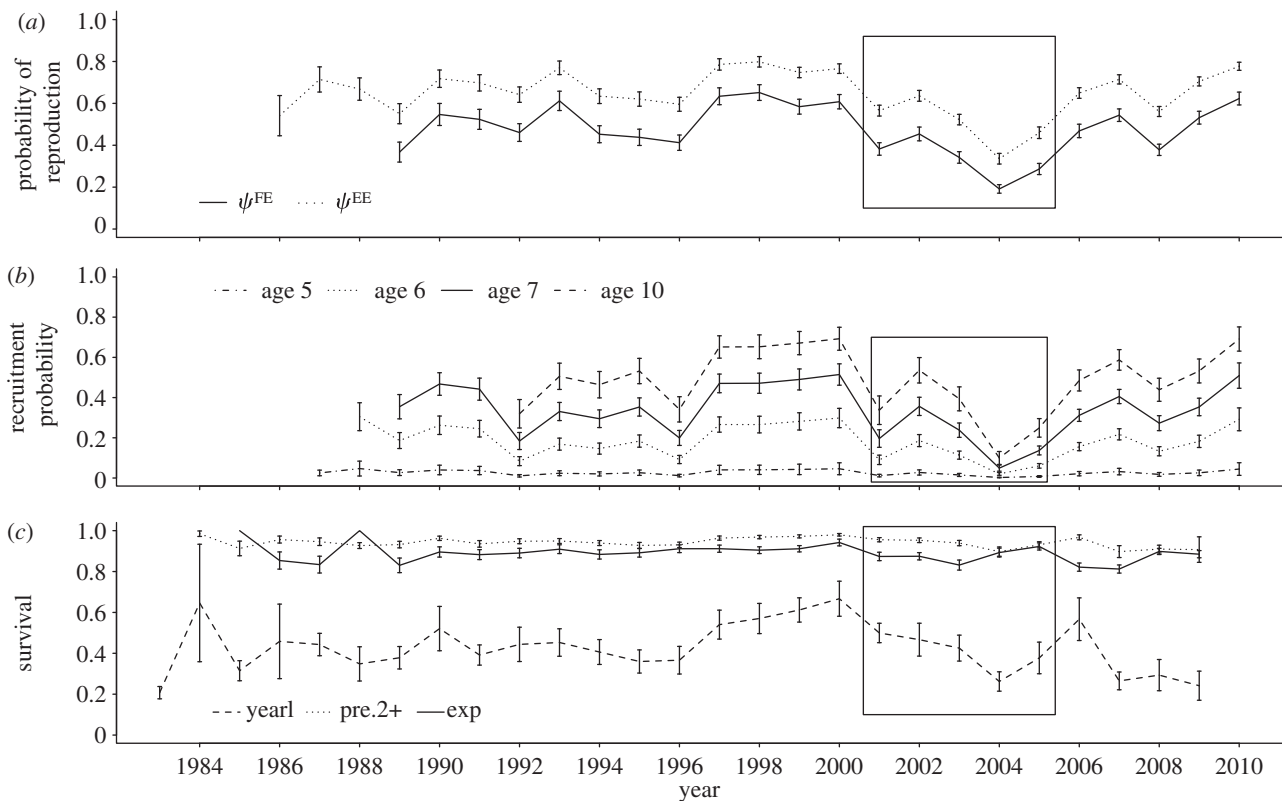 (a)
probability of
reproduction
1.0
0.8
0.6
0.4
0.2
0
ψFE ψEE
(b)
recruitment
probability
1.0
0.8
0.6
0.4
0.2
0
age 5 age 6 age 7 age 10
(c)
survival
1.0
0.8
0.6
0.4
0.2
0
yearl pre.2+ exp
1984 1986 1988 1990 1992 1994 1996 1998 2000 2002 2004 2006 2008 2010
year